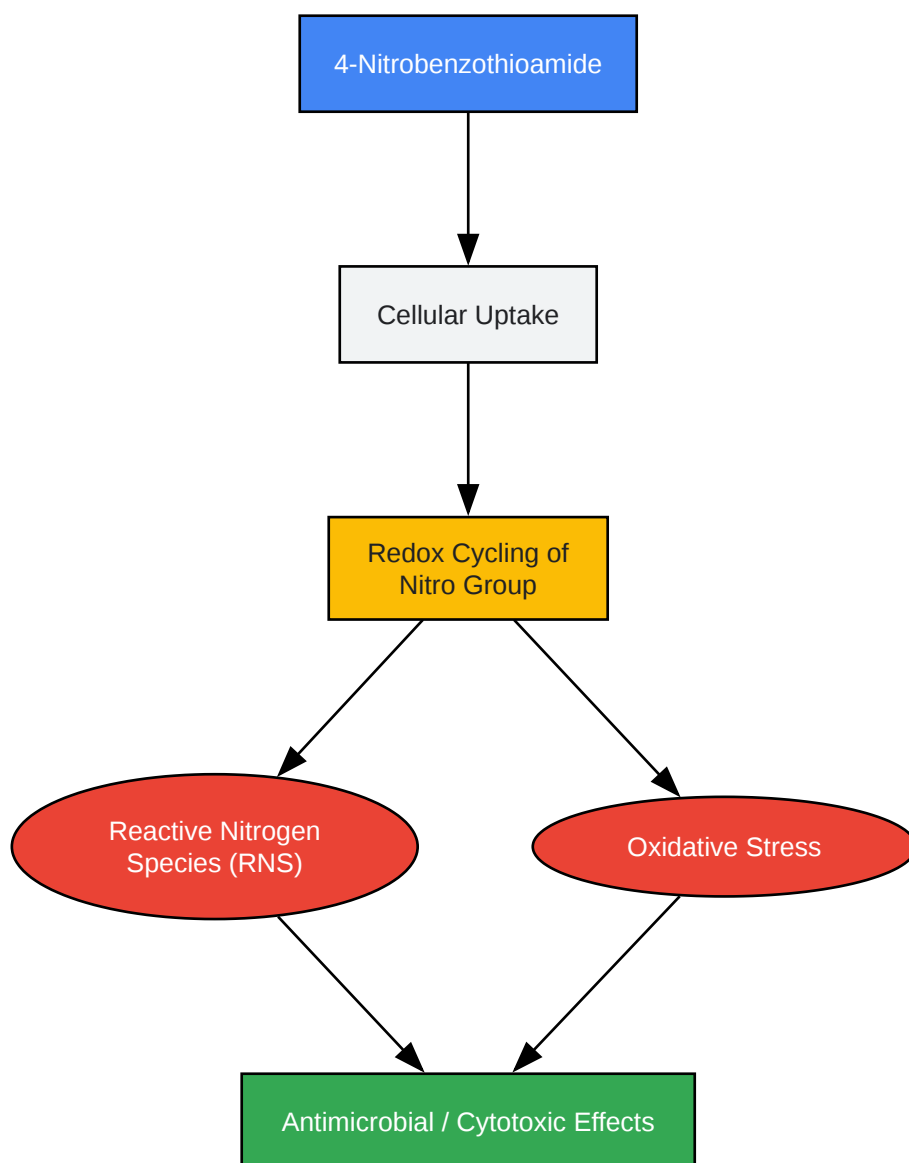 4-Nitrobenzothioamide
Cellular Uptake
Redox Cycling of
Nitro Group
Reactive Nitrogen
Species (RNS)
Oxidative Stress
Antimicrobial / Cytotoxic Effects